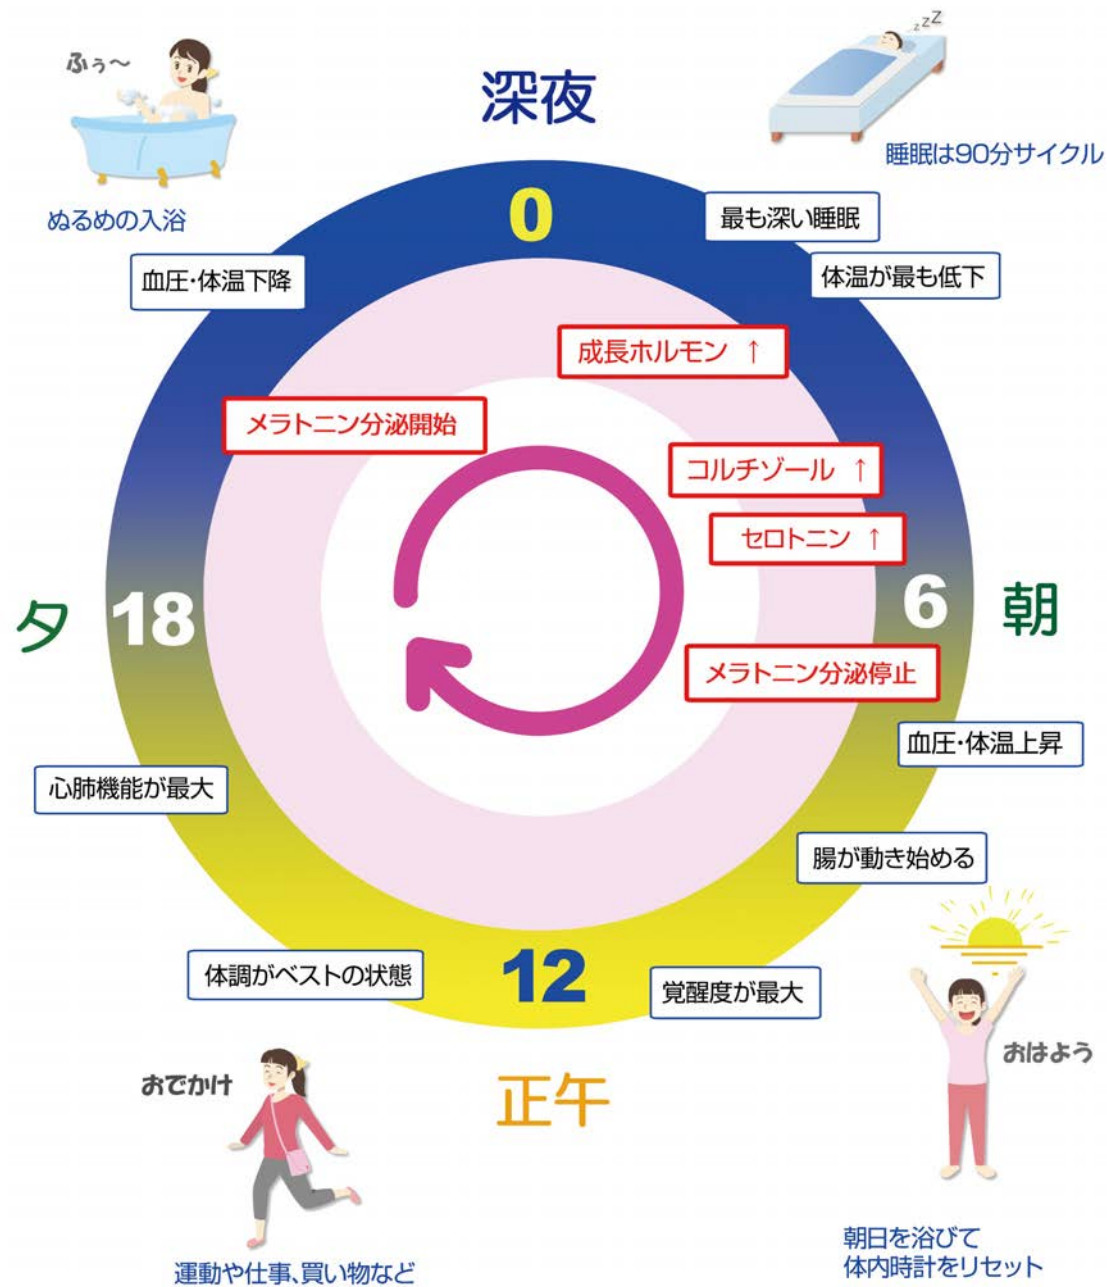 ふぅ～
zzZ
深夜
睡眠は90分サイクル
ぬるめの入浴
0
最も深い睡眠
血圧・体温下降
体温が最も低下
成長ホルモン ↑
メラトニン分泌開始
コルチゾール ↑
セロトニン ↑
夕
18
6
朝
メラトニン分泌停止
血圧・体温上昇
心肺機能が最大
腸が動き始める
体調がベストの状態
12
覚醒度が最大
おはよう
おでかけ
正午
運動や仕事、買い物など
朝日を浴びて
体内時計をリセット